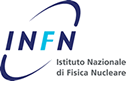 INFN
Istituto Nazionale
di Fisica Nucleare